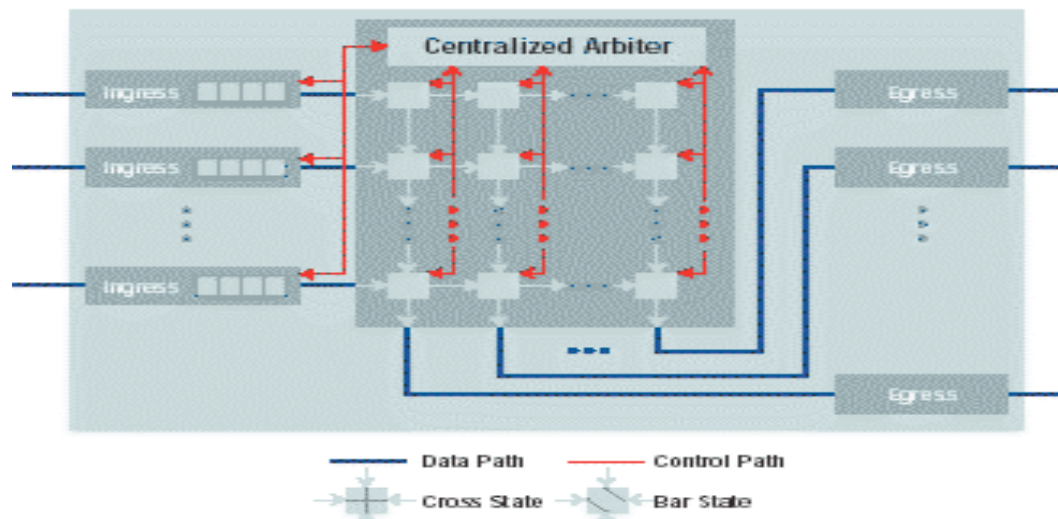 Centralized Arbiter
Ingress
Egress
Ingress
Egress
Ingress
Egress
Data Path
Control Path
Cross State
Bar State